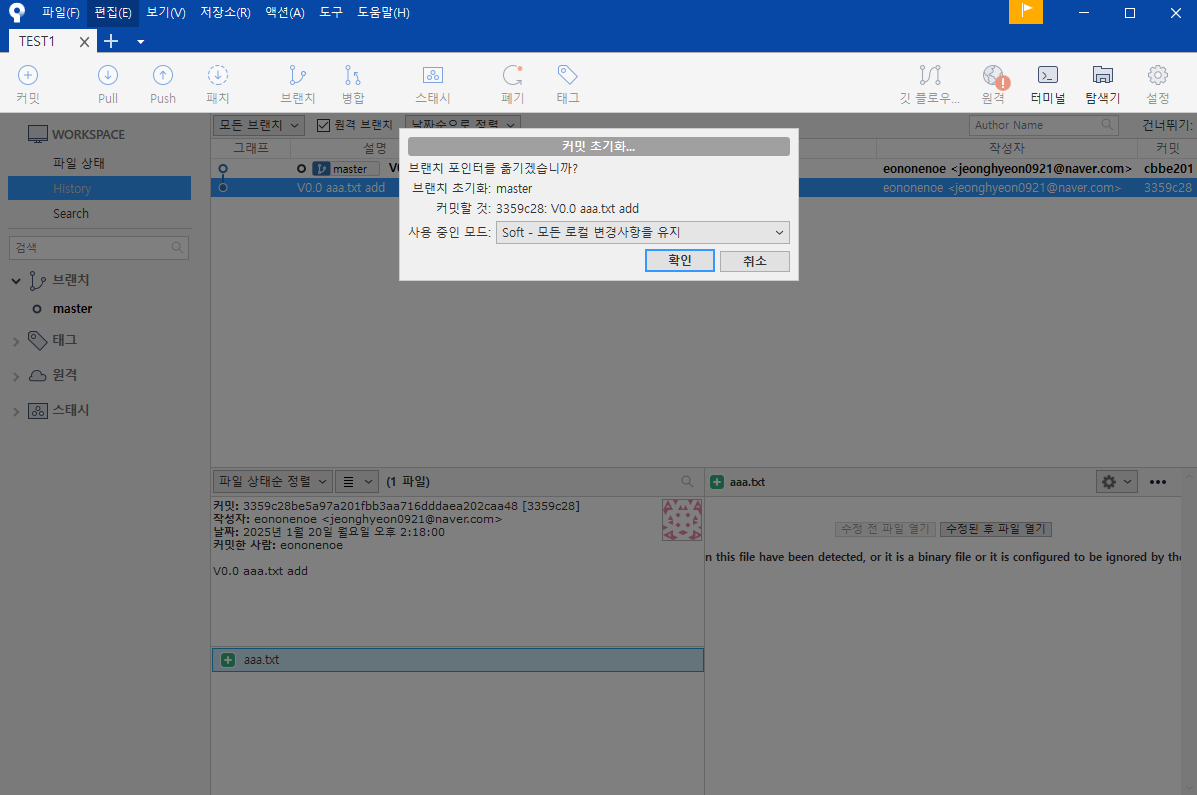 파일(F) 편집(E) 보기(V) 저장소(R) 액션(A) 도구 도움말(H)
TEST1
커밋 Pull Push 패치 브랜치 병합 스태시 폐기 태그 깃 플로우... 원격 터미널 탐색기 설정
WORKSPACE
파일 상태
History
Search
검색
브랜치
master
태그
원격
스태시
모든 브랜치 원격 브랜치 날짜순으로 정렬 Author Name 건너뛰기:
그래프 설명 작성자 커밋
master eononenoe <jeonghyeon0921@naver.com> cbbe201
V0.0 aaa.txt add eononenoe <jeonghyeon0921@naver.com> 3359c28
커밋 초기화...
브랜치 포인터를 옮기겠습니까?
브랜치 초기화: master
커밋할 것: 3359c28: V0.0 aaa.txt add
사용 중인 모드: Soft - 모든 로컬 변경사항을 유지
확인 취소
파일 상태순 정렬 (1 파일)
커밋: 3359c28be5a97a201fbb3aa716dddaea202caa48 [3359c28]
작성자: eononenoe <jeonghyeon0921@naver.com>
날짜: 2025년 1월 20일 월요일 오후 2:18:00
커밋한 사람: eononenoe
V0.0 aaa.txt add
aaa.txt
aaa.txt
수정 전 파일 열기 수정된 후 파일 열기
n this file have been detected, or it is a binary file or it is configured to be ignored by the